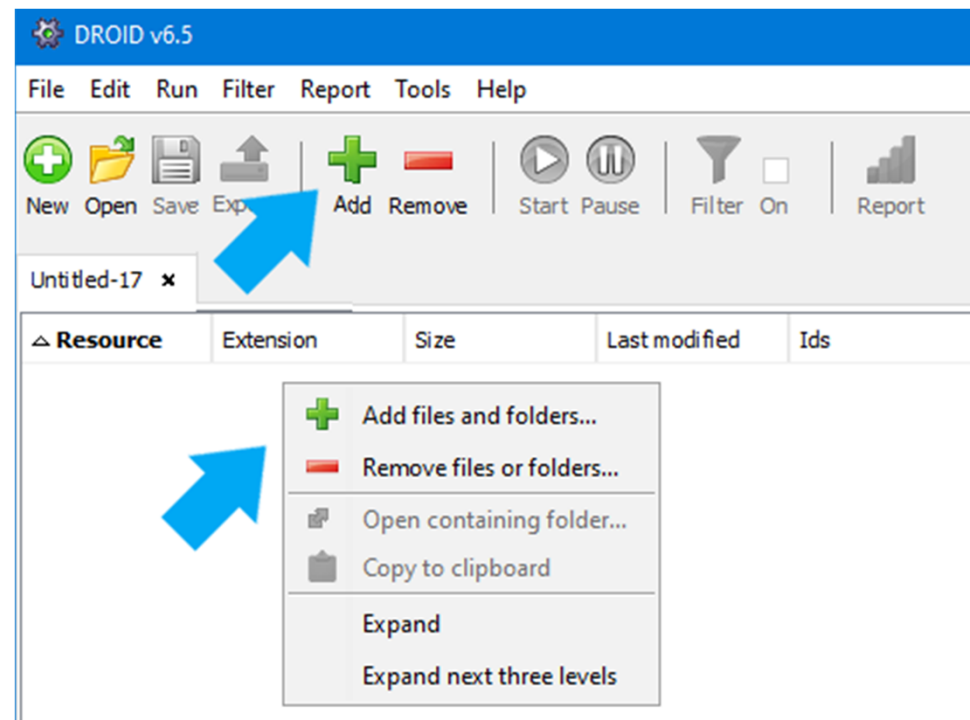 DROID v6.5
File Edit Run Filter Report Tools Help
New Open Save Add Remove Start Pause Filter On Report
Untitled-17
Resource Extension Size Last modified Ids
Add files and folders...
Remove files or folders...
Open containing folder...
Copy to clipboard
Expand
Expand next three levels